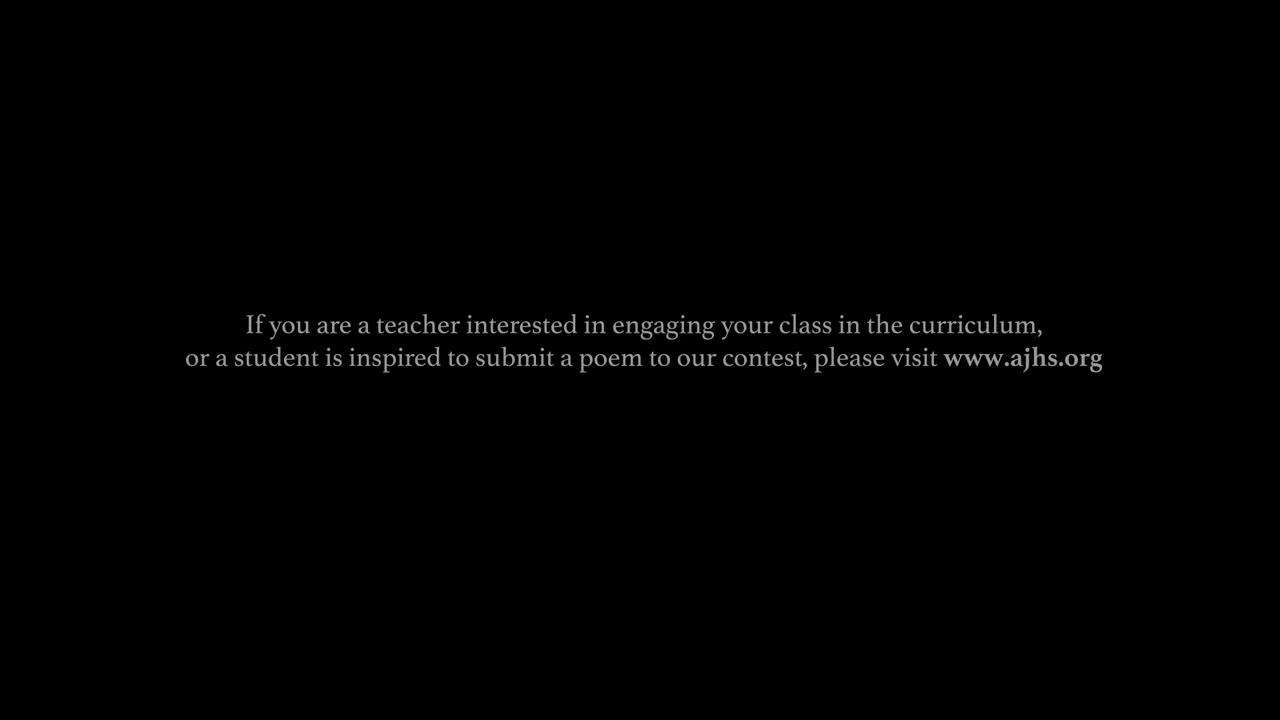 If you are a teacher interested in engaging your class in the curriculum,
or a student is inspired to submit a poem to our contest, please visit www.ajhs.org